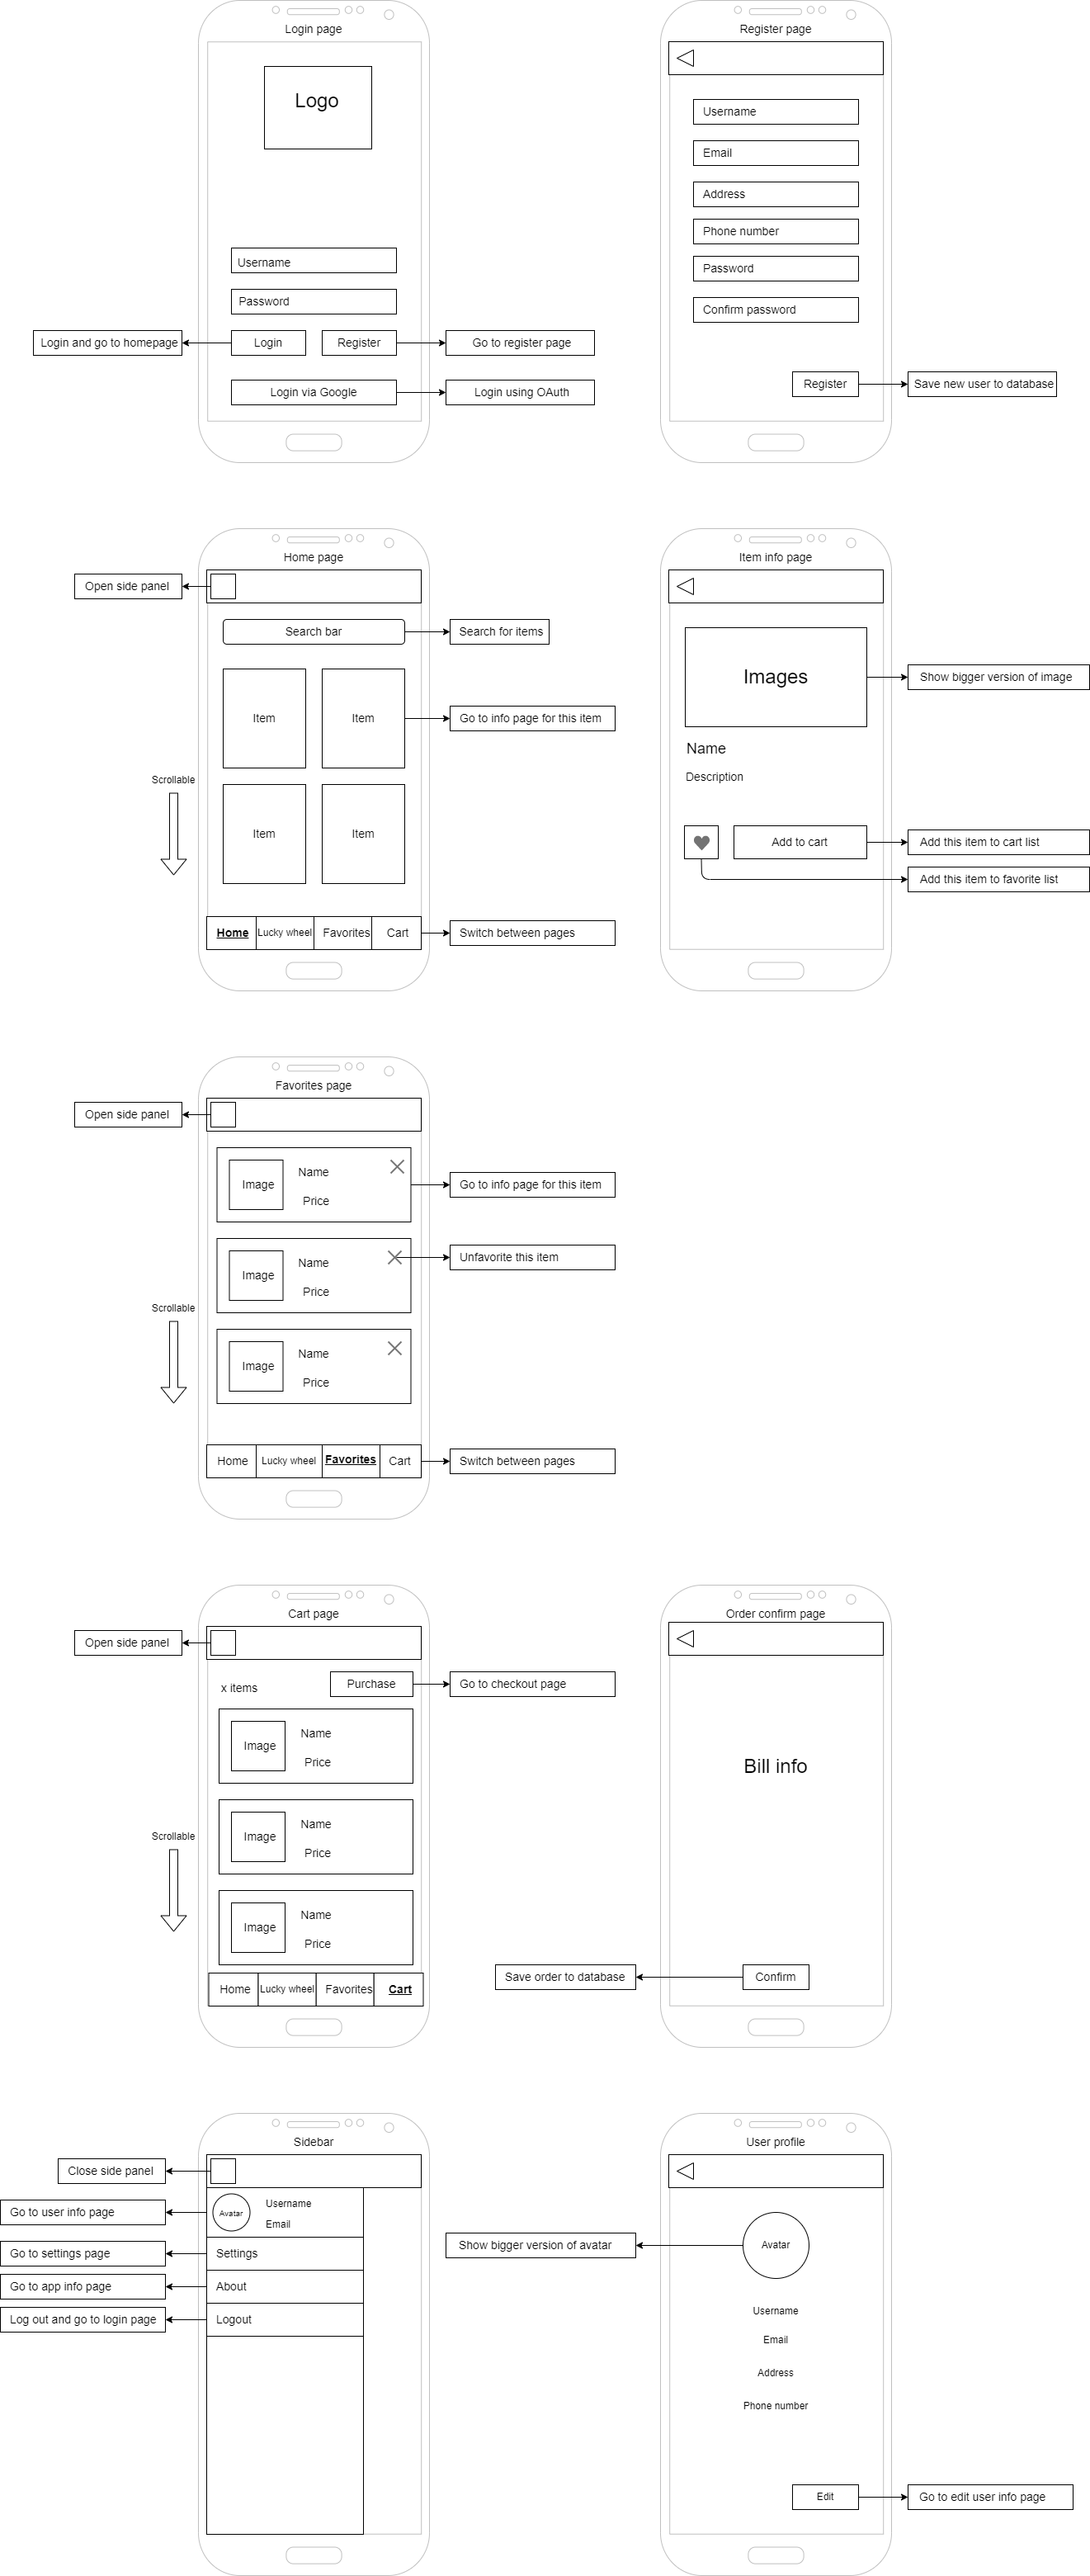 Login page
Logo
Username
Password
Login and go to homepage
Login
Register
Go to register page
Login via Google
Login using OAuth
Register page
Username
Email
Address
Phone number
Password
Confirm password
Register
Save new user to database
Home page
Open side panel
Search bar
Search for items
Item
Item
Go to info page for this item
Scrollable
Item
Item
Home
Lucky wheel
Favorites
Cart
Switch between pages
Item info page
Images
Show bigger version of image
Name
Description
Add to cart
Add this item to cart list
Add this item to favorite list
Favorites page
Open side panel
Image
Name
Price
Go to info page for this item
Image
Name
Price
Unfavorite this item
Scrollable
Image
Name
Price
Home
Lucky wheel
Favorites
Cart
Switch between pages
Cart page
Open side panel
x items
Purchase
Go to checkout page
Image
Name
Price
Image
Name
Price
Scrollable
Image
Name
Price
Home
Lucky wheel
Favorites
Cart
Order confirm page
Bill info
Save order to database
Confirm
Sidebar
Close side panel
Go to user info page
Avatar
Username
Email
Go to settings page
Settings
Go to app info page
About
Log out and go to login page
Logout
User profile
Show bigger version of avatar
Avatar
Username
Email
Address
Phone number
Edit
Go to edit user info page